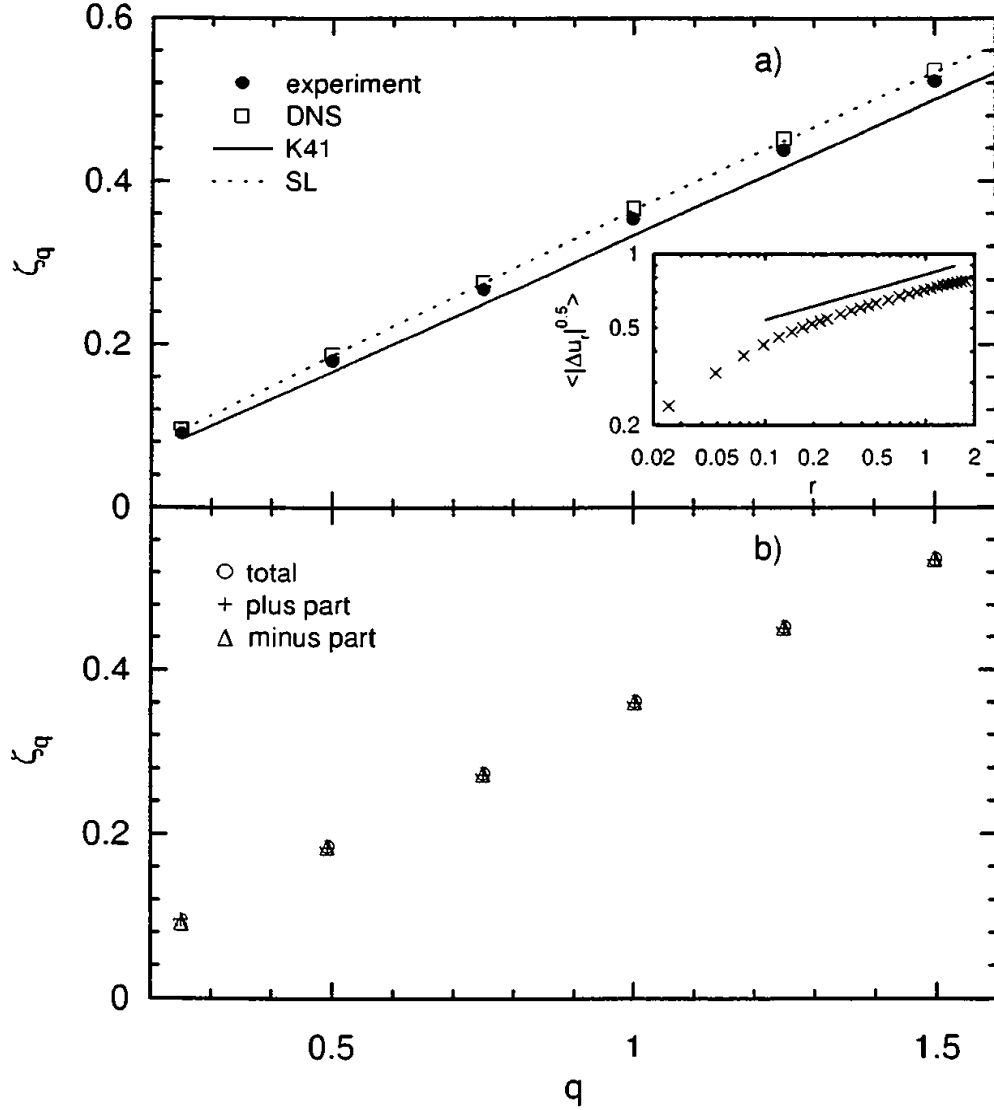 0.6
a)
experiment
DNS
K41
SL
0.4
ζq
0.2
0
1
0.5
0.2
<|Δur|^0.5>
0.02 0.05 0.1 0.2 0.5 1 2
r
b)
total
plus part
minus part
0.4
ζq
0.2
0
0.5 1 1.5
q